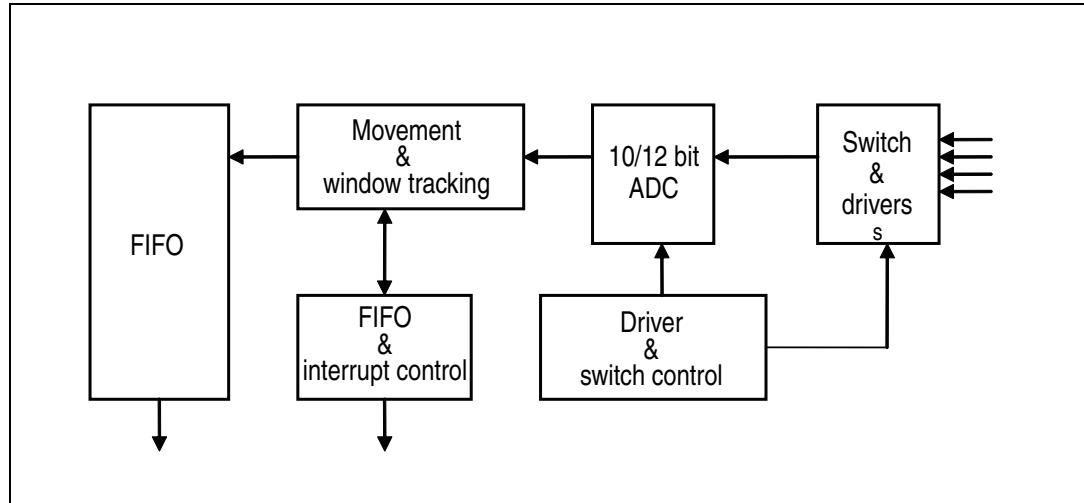 FIFO
Movement
&
window tracking
10/12 bit
ADC
Switch
&
drivers
s
FIFO
&
interrupt control
Driver
&
switch control